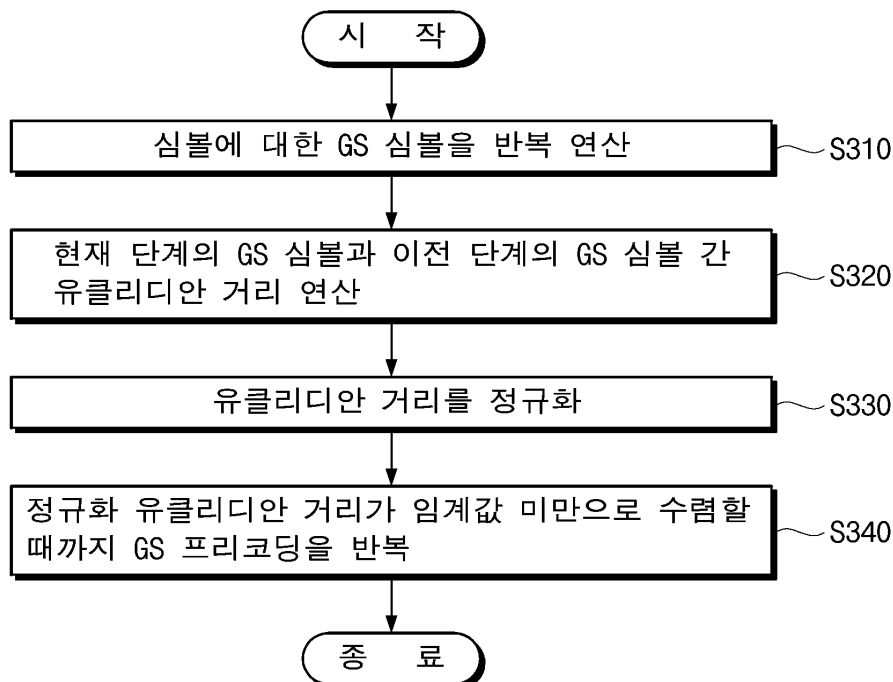 시 작
심볼에 대한 GS 심볼을 반복 연산
S310
현재 단계의 GS 심볼과 이전 단계의 GS 심볼 간
유클리디안 거리 연산
S320
유클리디안 거리를 정규화
S330
정규화 유클리디안 거리가 임계값 미만으로 수렴할
때까지 GS 프리코딩을 반복
S340
종 료